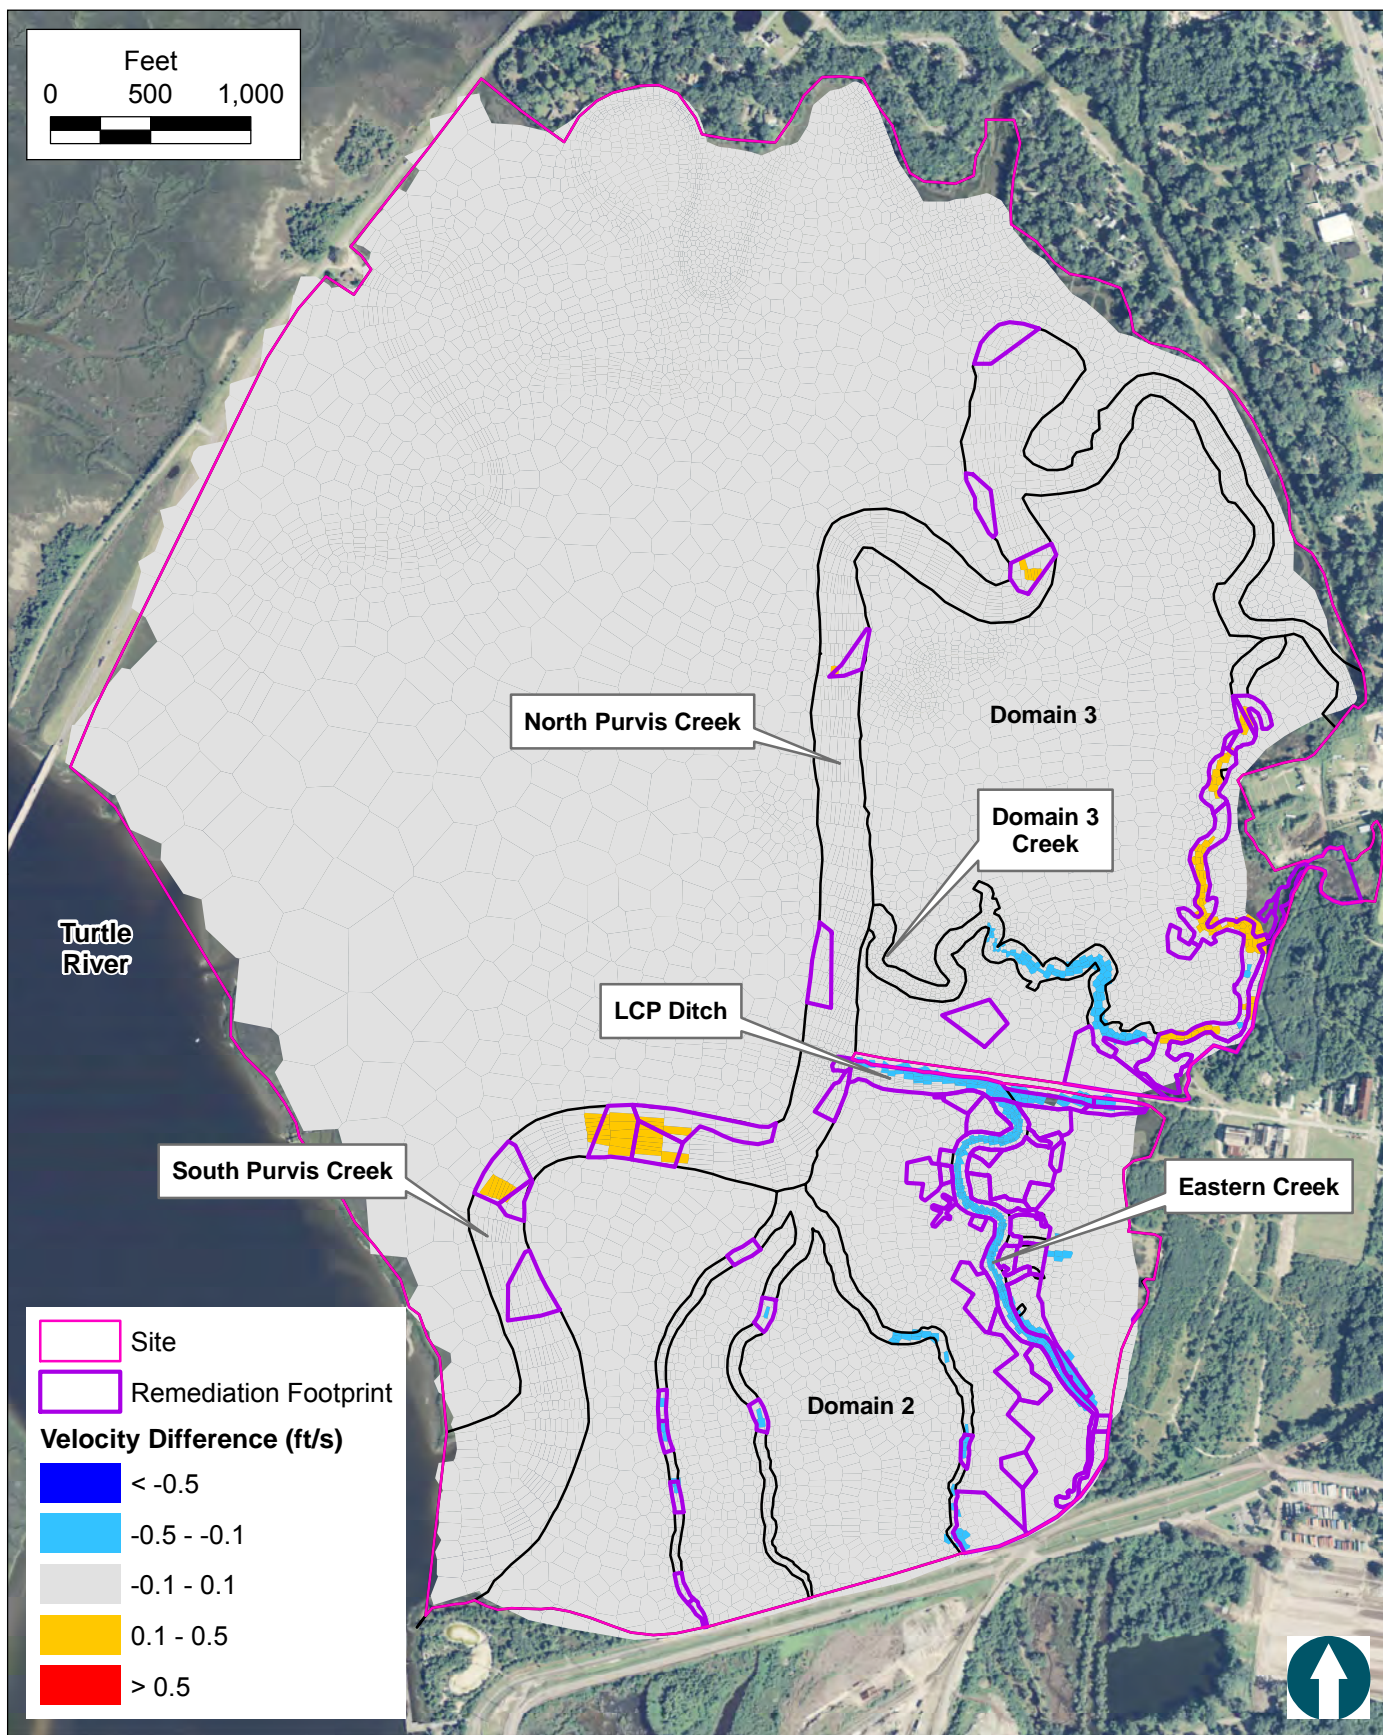 Feet
0 500 1,000
North Purvis Creek
Domain 3
Domain 3
Creek
Turtle
River
LCP Ditch
South Purvis Creek
Eastern Creek
Domain 2
Site
Remediation Footprint
Velocity Difference (ft/s)
< -0.5
-0.5 - -0.1
-0.1 - 0.1
0.1 - 0.5
> 0.5